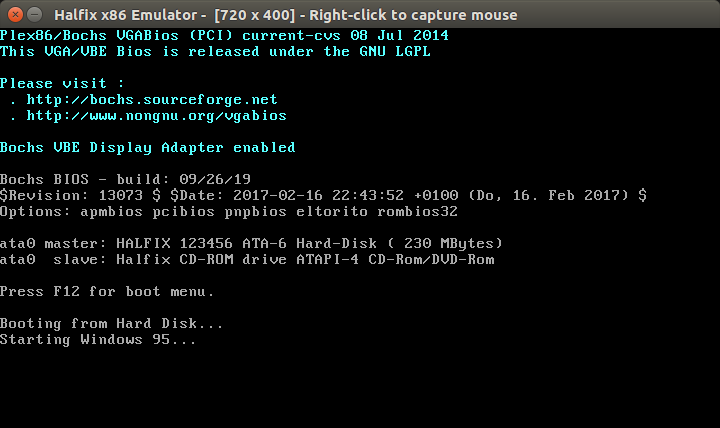 Halfix x86 Emulator -  [720 x 400] - Right-click to capture mouse
Plex86/Bochs VGABios (PCI) current-cvs 08 Jul 2014
This VGA/VBE Bios is released under the GNU LGPL
Please visit :
. http://bochs.sourceforge.net
. http://www.nongnu.org/vgabios
Bochs VBE Display Adapter enabled
Bochs BIOS - build: 09/26/19
$Revision: 13073 $ $Date: 2017-02-16 22:43:52 +0100 (Do, 16. Feb 2017) $
Options: apmbios pcibios pnpbios eltorito rombios32
ata0 master: HALFIX 123456 ATA-6 Hard-Disk ( 230 MBytes)
ata0  slave: Halfix CD-ROM drive ATAPI-4 CD-Rom/DVD-Rom
Press F12 for boot menu.
Booting from Hard Disk...
Starting Windows 95...